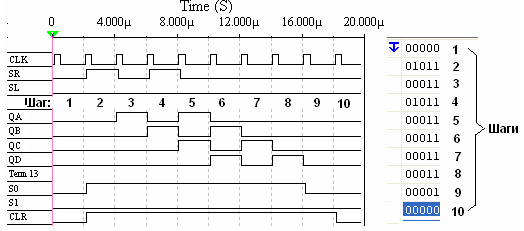 Time (S)
0 4.000µ 8.000µ 12.000µ 16.000µ 20.000µ
CLK
SR
SL
Шаг: 1 2 3 4 5 6 7 8 9 10
QA
QB
QC
QD
Term 13
S0
S1
CLR
00000 1
01011 2
00011 3
01011 4
00011 5
00011 6
00011 7
00011 8
00001 9
00000 10
Шаги